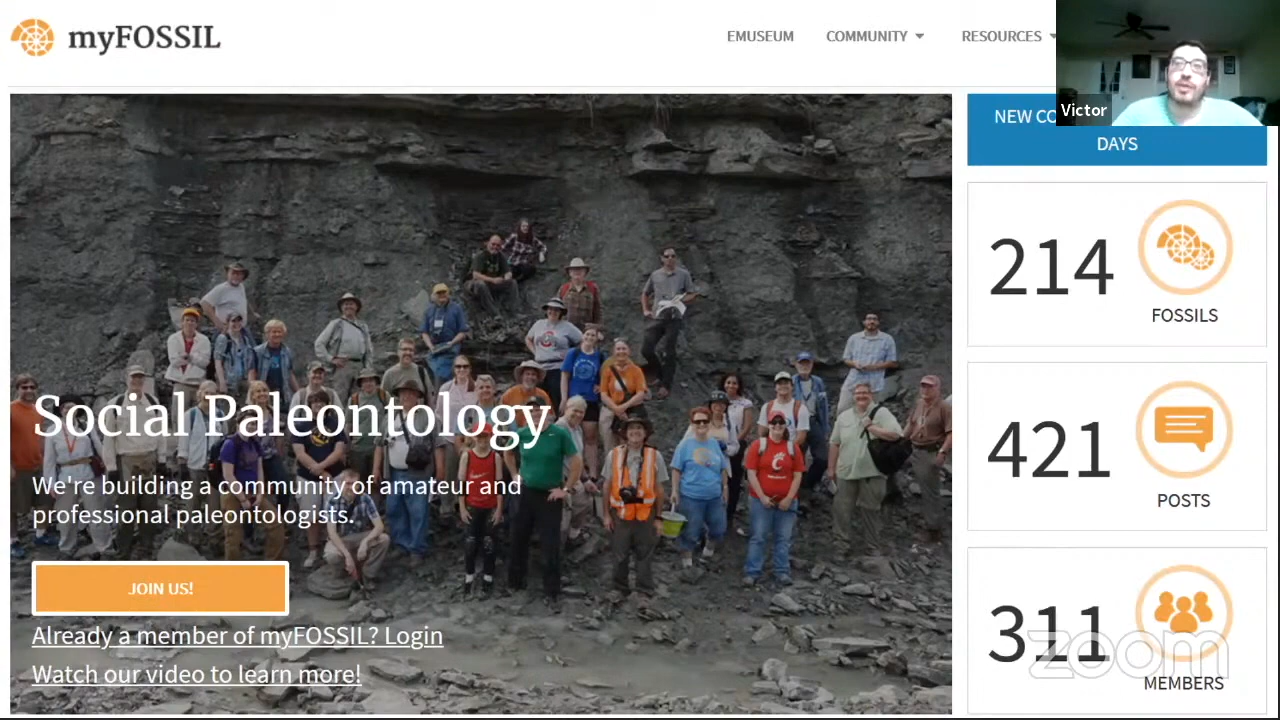 myFOSSIL
EMUSEUM
COMMUNITY
RESOURCES
Victor
NEW CO
DAYS
214
FOSSILS
421
POSTS
311
MEMBERS
Social Paleontology
We're building a community of amateur and
professional paleontologists.
JOIN US!
Already a member of myFOSSIL? Login
Watch our video to learn more!
zoom